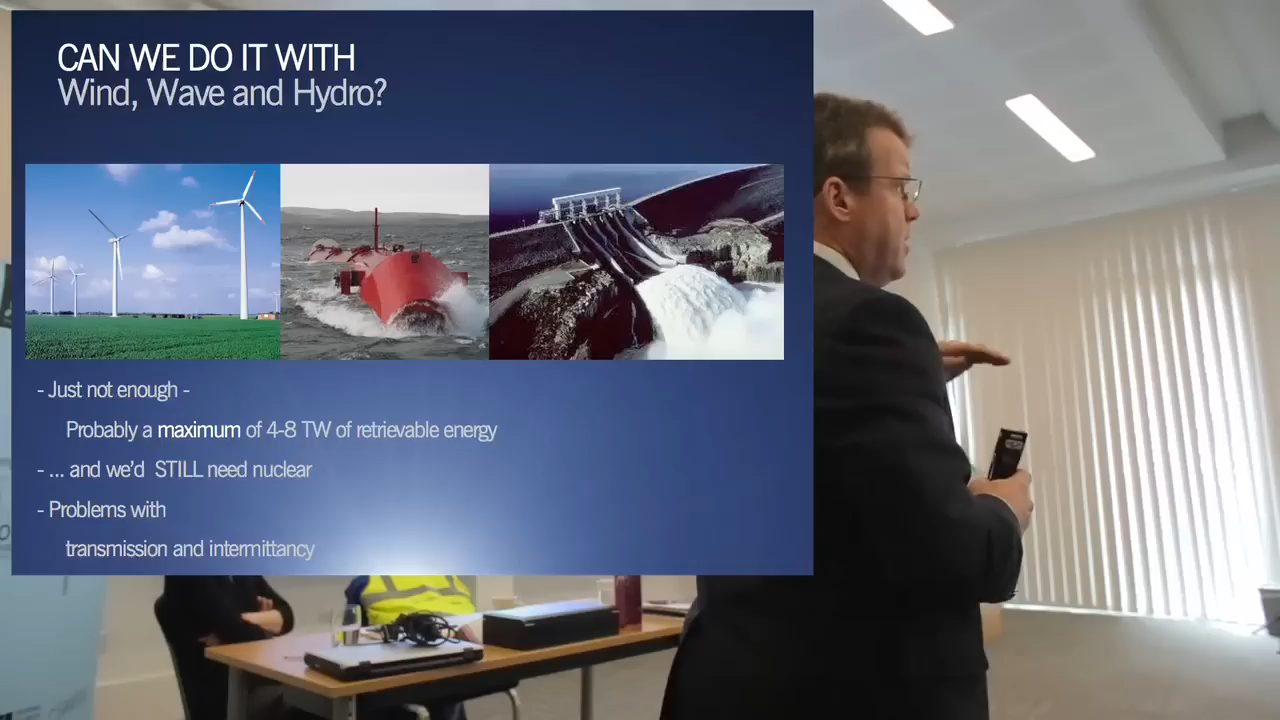 CAN WE DO IT WITH
Wind, Wave and Hydro?
- Just not enough -
Probably a maximum of 4-8 TW of retrievable energy
- ... and we'd STILL need nuclear
- Problems with
transmission and intermittancy